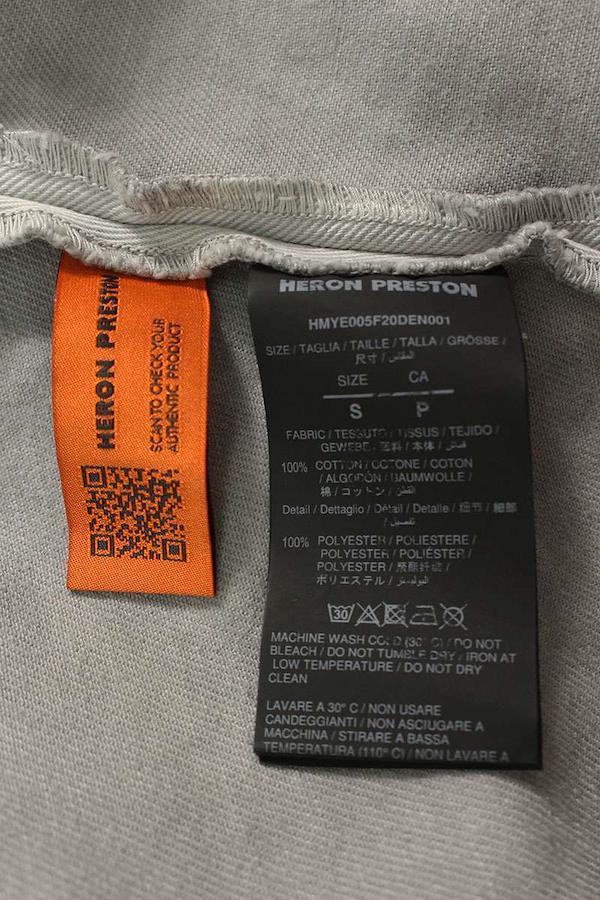 HERON PRESTON
SCAN TO CHECK YOUR
AUTHENTIC PRODUCT
HERON PRESTON
HMYE005F20DEN001
SIZE / TAGLIA / TAILLE / TALLA / GRÖSSE /
尺寸 / المقاس
SIZE CA
S P
FABRIC / TESSUTO / TISSUS / TEJIDO /
GEWEBE / 面料 / 本体 / قماش
100% COTTON / COTONE / COTON
/ ALGODÓN / BAUMWOLLE /
棉 / コットン / القطن
Detail / Dettaglio / Détail / Detalle / 细节 / 細部
/ تفصيل
100% POLYESTER / POLIESTERE /
POLYESTER / POLIÉSTER /
POLYESTER / 聚酯纤维 /
ポリエステル / البوليستر
30
MACHINE WASH COLD (30° C) / DO NOT
BLEACH / DO NOT TUMBLE DRY / IRON AT
LOW TEMPERATURE / DO NOT DRY
CLEAN
LAVARE A 30° C / NON USARE
CANDEGGIANTI / NON ASCIUGARE A
MACCHINA / STIRARE A BASSA
TEMPERATURA (110° C) / NON LAVARE A